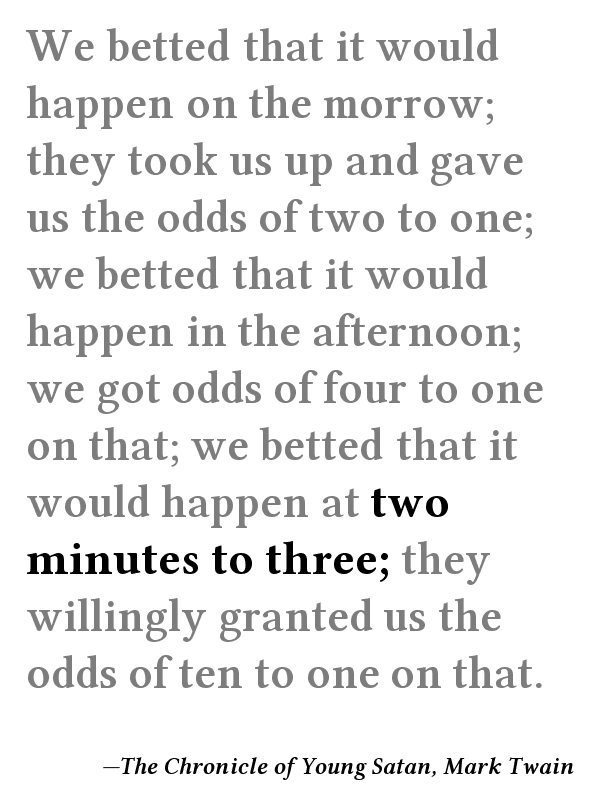 We betted that it would
happen on the morrow;
they took us up and gave
us the odds of two to one;
we betted that it would
happen in the afternoon;
we got odds of four to one
on that; we betted that it
would happen at two
minutes to three; they
willingly granted us the
odds of ten to one on that.
—The Chronicle of Young Satan, Mark Twain